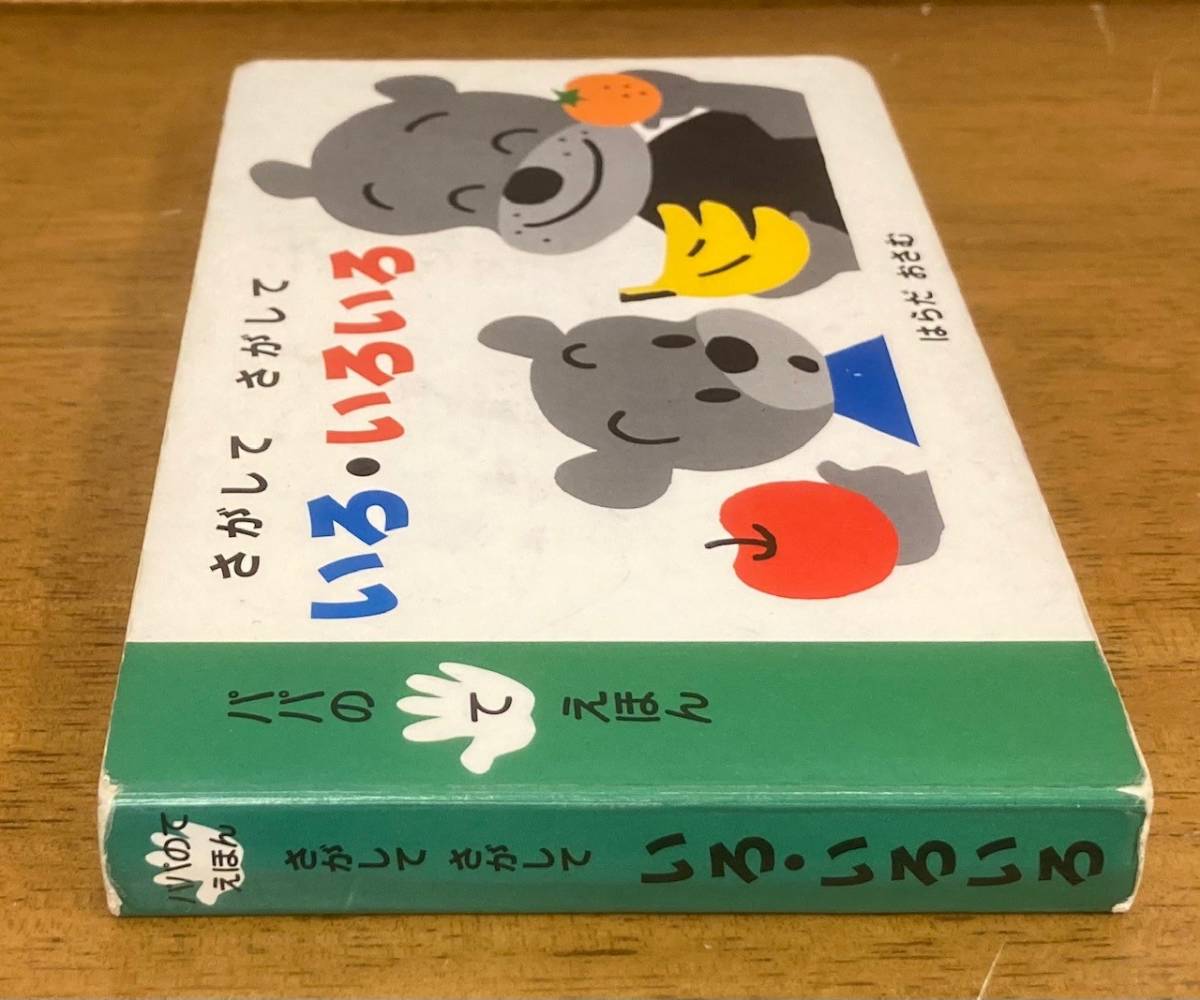 さがして さがして
いろ・いろいろ
はらだ おさむ
パパの
て
えほん
パパのて
えほん
さがして さがして
いろ・いろいろ